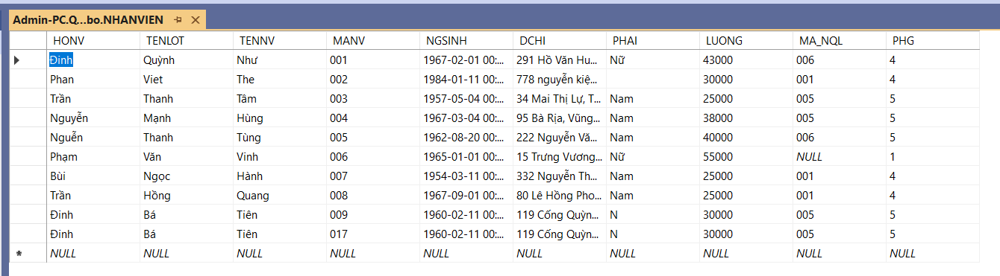 Admin-PC.Q...bo.NHANVIEN
HONV TENLOT TENNV MANV NGSINH DCHI PHAI LUONG MA_NQL PHG
Đinh Quỳnh Như 001 1967-02-01 00:... 291 Hồ Văn Hu... Nữ 43000 006 4
Phan Viet The 002 1984-01-11 00:... 778 nguyễn kiệ... 30000 001 4
Trần Thanh Tâm 003 1957-05-04 00:... 34 Mai Thị Lự, T... Nam 25000 005 5
Nguyễn Mạnh Hùng 004 1967-03-04 00:... 95 Bà Rịa, Vũng... Nam 38000 005 5
Nguễn Thanh Tùng 005 1962-08-20 00:... 222 Nguyễn Vă... Nam 40000 006 5
Phạm Văn Vinh 006 1965-01-01 00:... 15 Trưng Vương... Nữ 55000 NULL 1
Bùi Ngọc Hành 007 1954-03-11 00:... 332 Nguyễn Th... Nam 25000 001 4
Trần Hồng Quang 008 1967-09-01 00:... 80 Lê Hồng Pho... Nam 25000 001 4
Đinh Bá Tiên 009 1960-02-11 00:... 119 Cống Quỳn... N 30000 005 5
Đinh Bá Tiên 017 1960-02-11 00:... 119 Cống Quỳn... N 30000 005 5
NULL NULL NULL NULL NULL NULL NULL NULL NULL NULL